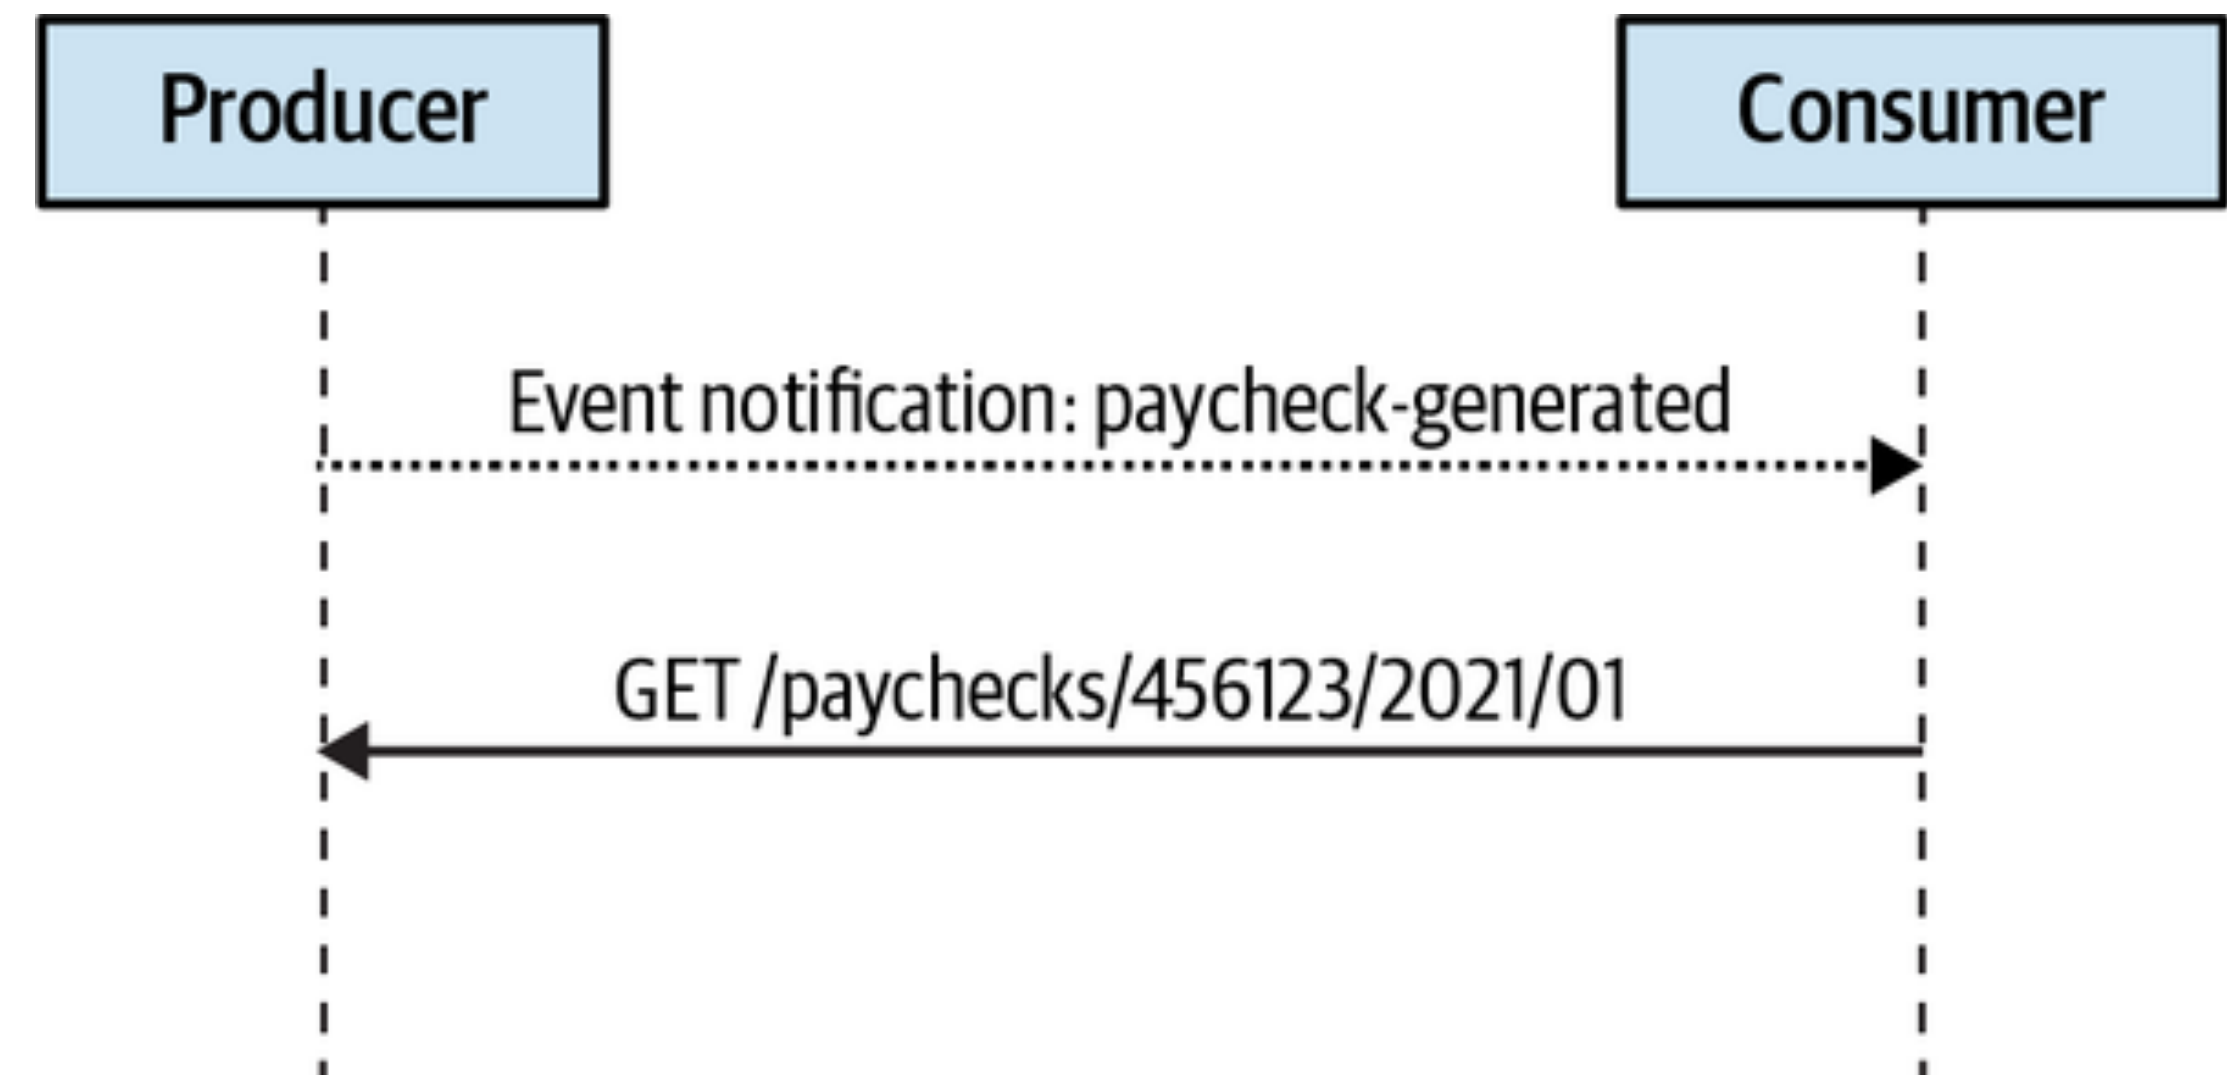 Producer
Consumer
Event notification: paycheck-generated
GET /paychecks/456123/2021/01